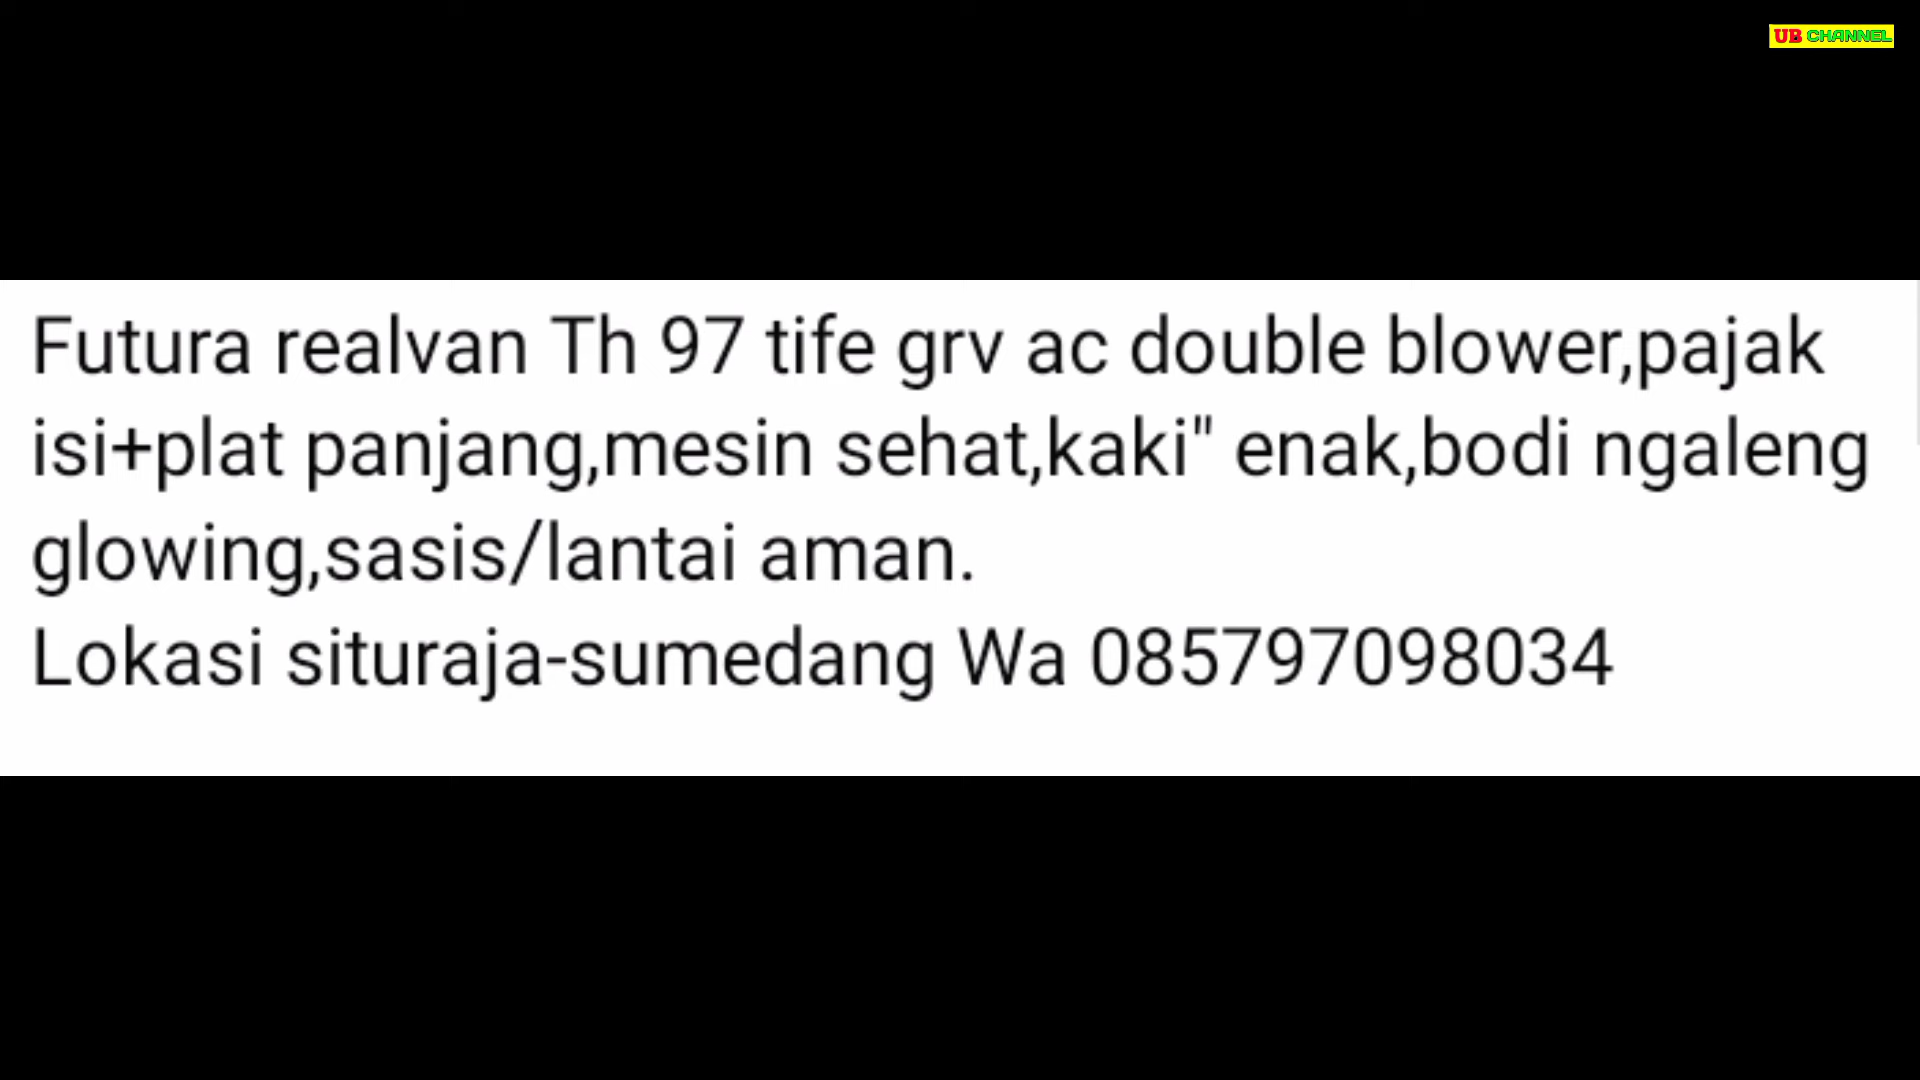 UB CHANNEL
Futura realvan Th 97 tife grv ac double blower,pajak
isi+plat panjang,mesin sehat,kaki" enak,bodi ngaleng
glowing,sasis/lantai aman.
Lokasi situraja-sumedang Wa 085797098034